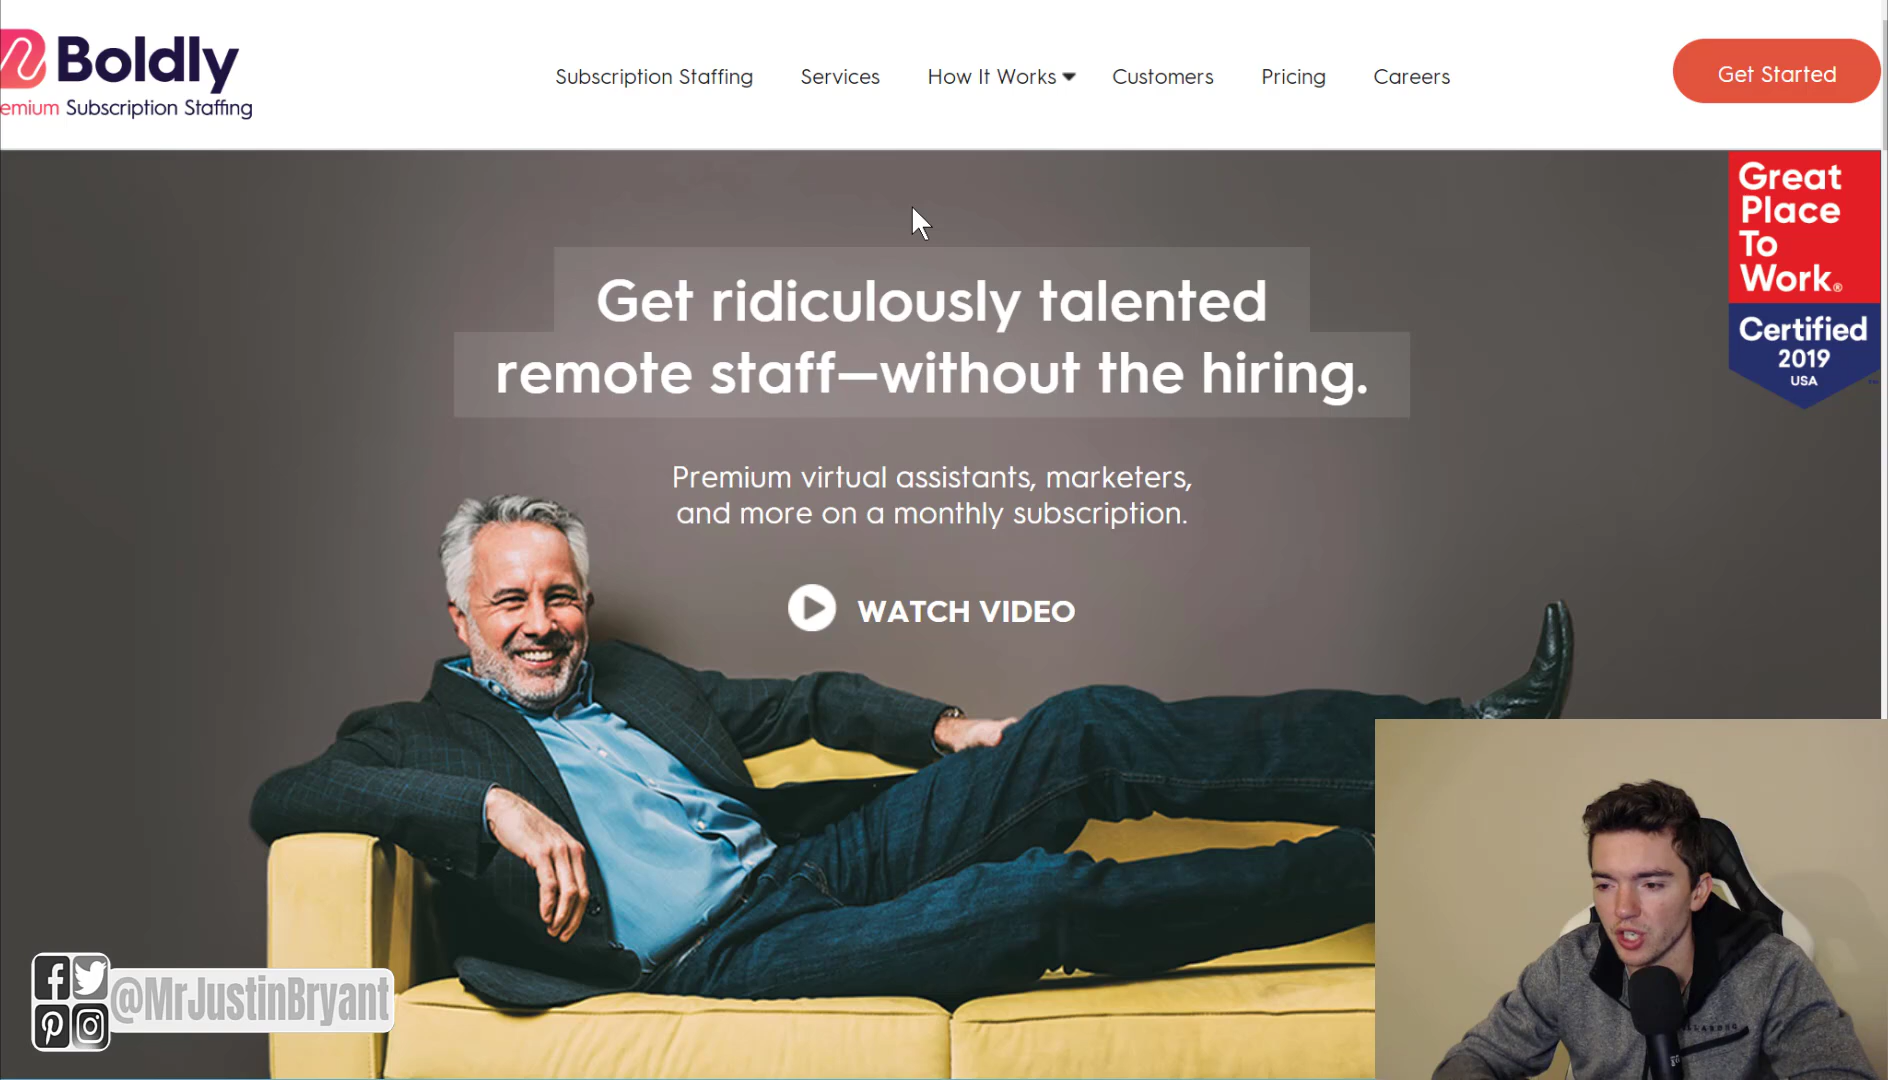 Boldly
emium Subscription Staffing
Subscription Staffing
Services
How It Works
Customers
Pricing
Careers
Get Started
Great
Place
To
Work®
Certified
2019
USA
Get ridiculously talented
remote staff—without the hiring.
Premium virtual assistants, marketers,
and more on a monthly subscription.
WATCH VIDEO
@MrJustinBryant